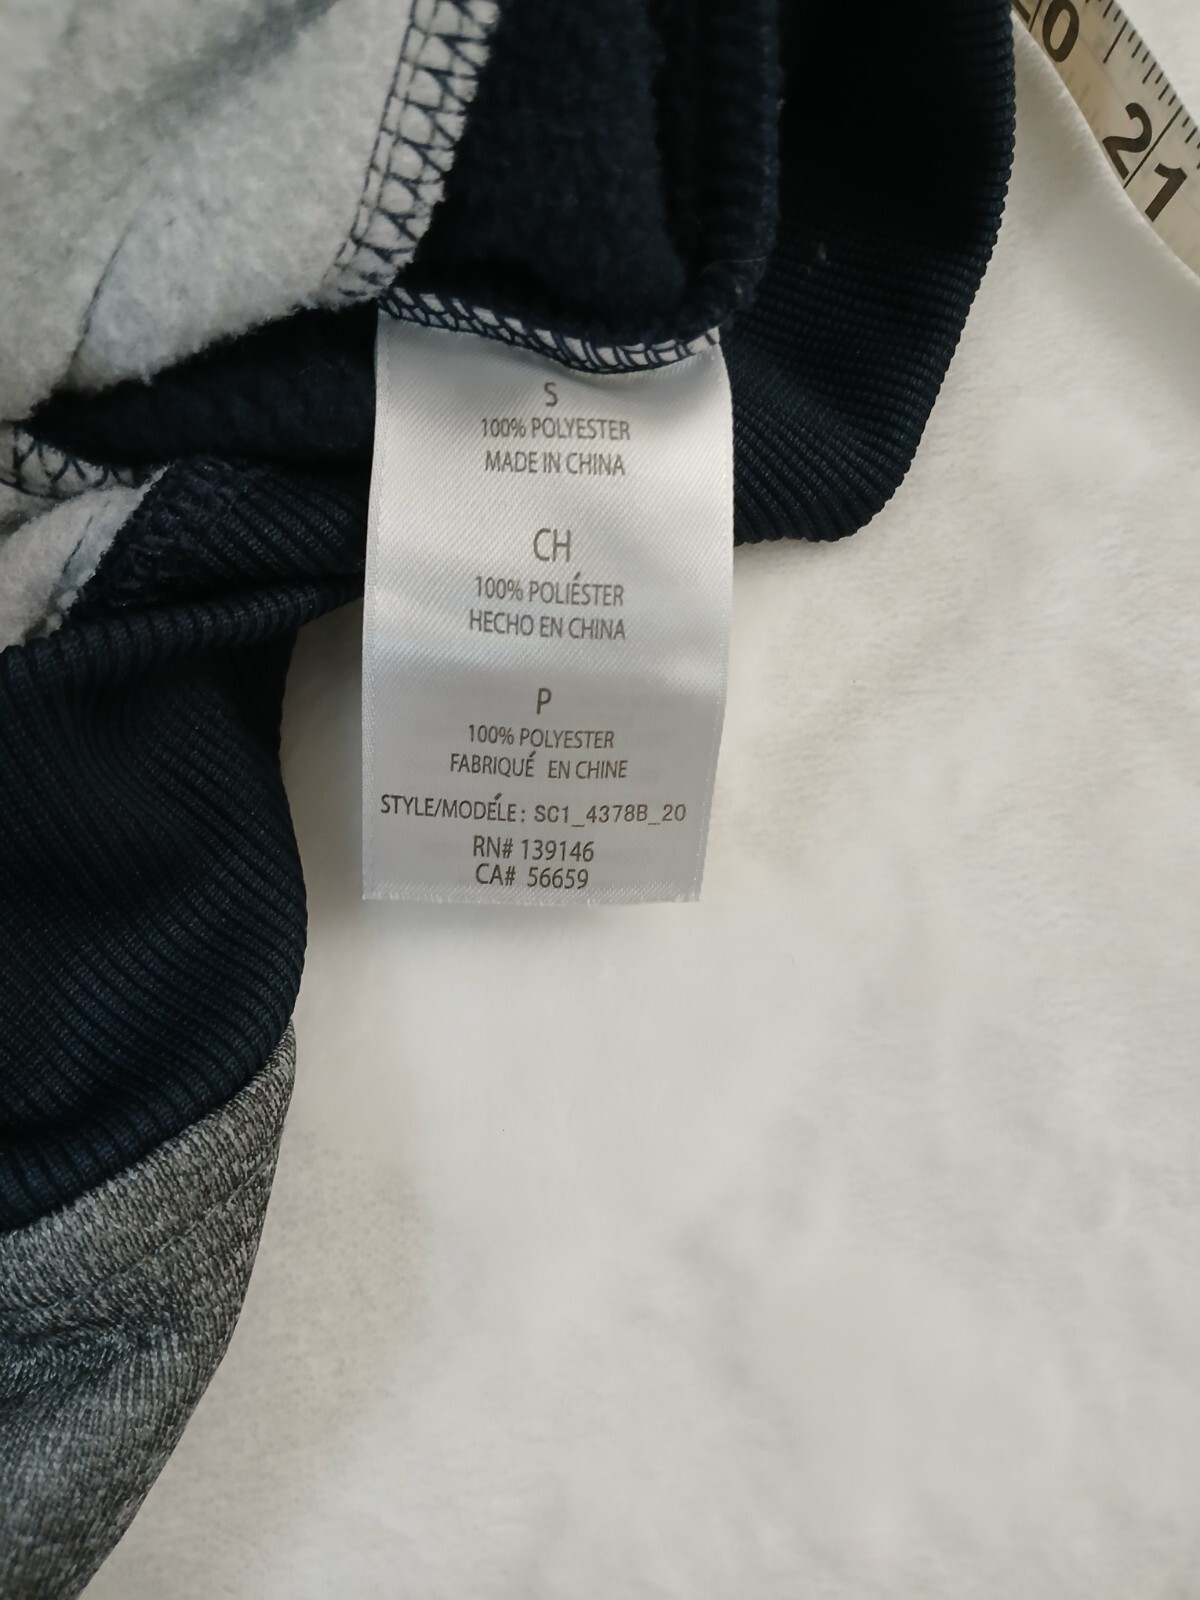 20
21
S
100% POLYESTER
MADE IN CHINA
CH
100% POLIÉSTER
HECHO EN CHINA
P
100% POLYESTER
FABRIQUÉ EN CHINE
STYLE/MODÉLE: SC1_4378B_20
RN# 139146
CA# 56659